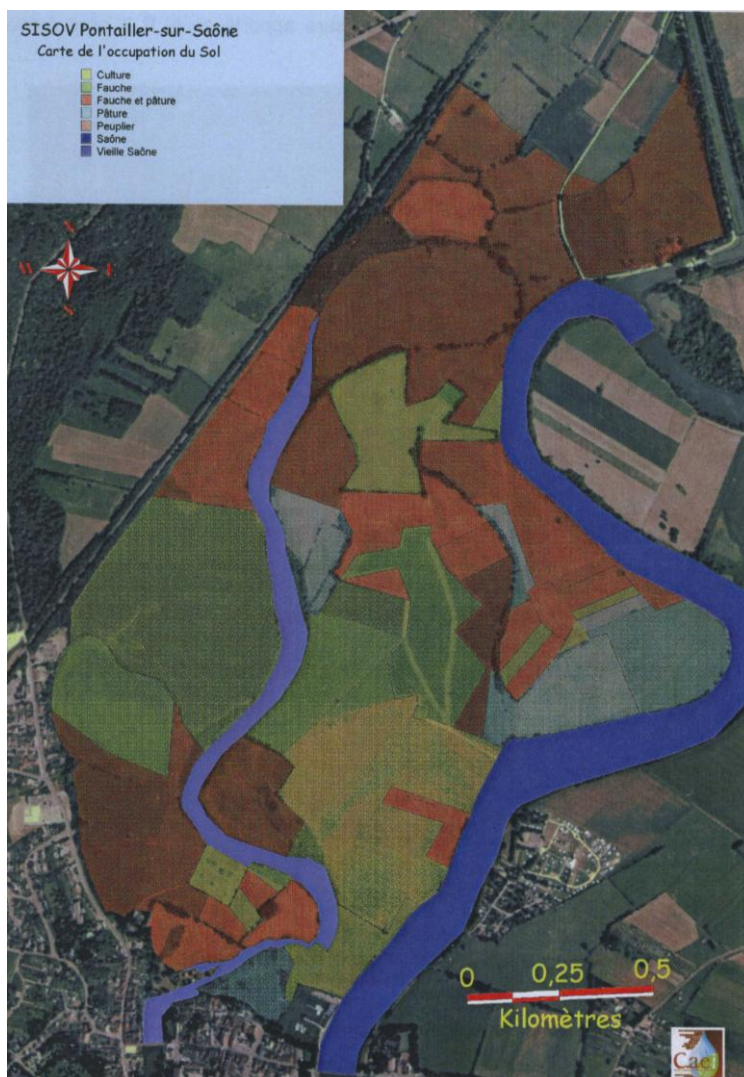 SISOV Pontailler-sur-Saône
Carte de l'occupation du Sol
Culture
Fauche
Fauche et pâture
Pâture
Peuplier
Saône
Vieille Saône
N
S
0 0,25 0,5
Kilomètres
Caei